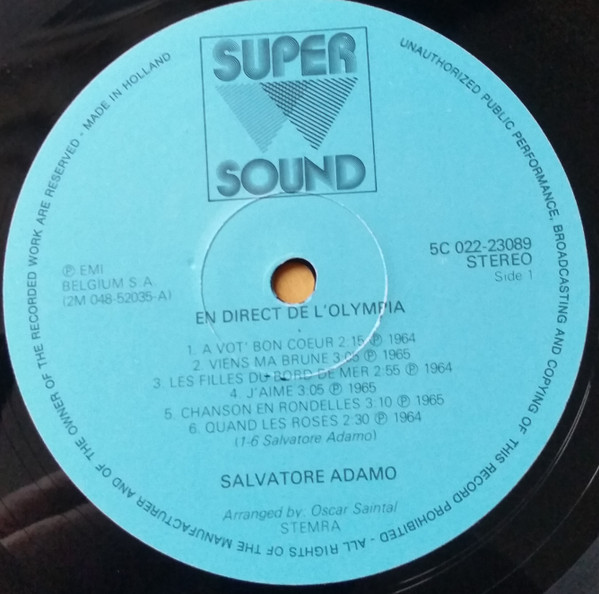 SUPER
SOUND
UNAUTHORIZED PUBLIC PERFORMANCE, BROADCASTING AND COPYING OF THIS RECORD PROHIBITED - ALL RIGHTS OF THE MANUFACTURER AND OF THE OWNER OF THE RECORDED WORK ARE RESERVED - MADE IN HOLLAND
5C 022-23089
STEREO
Side 1
℗ EMI
BELGIUM S A
(2M 048-52035-A)
EN DIRECT DE L'OLYMPIA
1. A VOT' BON COEUR 2.15 ℗ 1964
2. VIENS MA BRUNE 3:05 ℗ 1965
3. LES FILLES DU BORD DE MER 2:55 ℗ 1964
4. J'AIME 3:05 ℗ 1965
5. CHANSON EN RONDELLES 3:10 ℗ 1965
6. QUAND LES ROSES 2:30 ℗ 1964
(1-6 Salvatore Adamo)
SALVATORE ADAMO
Arranged by: Oscar Saintal
STEMRA